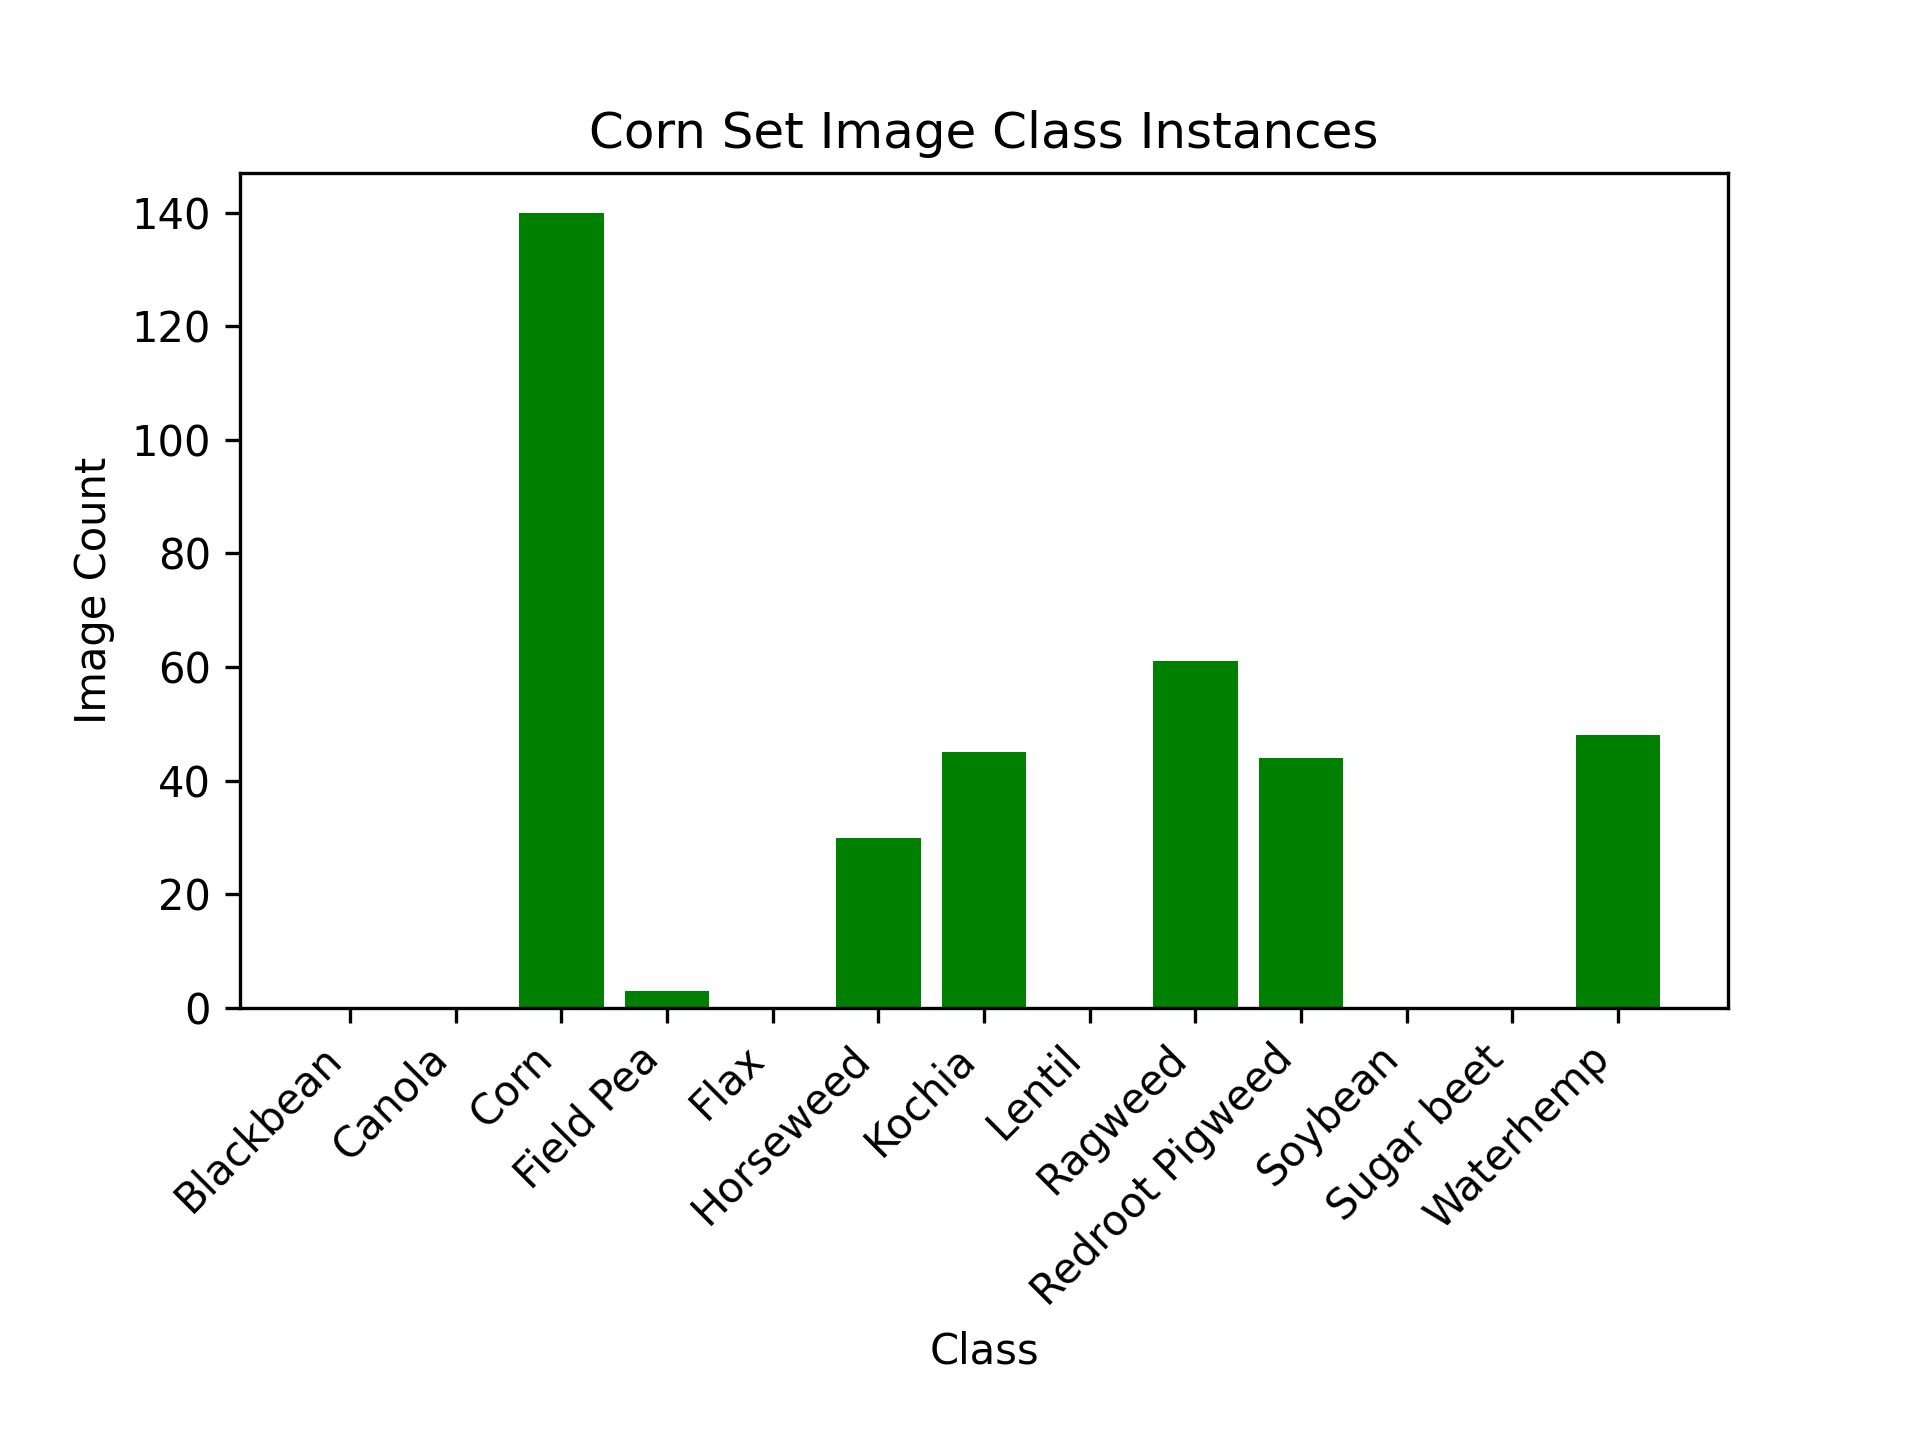 Corn Set Image Class Instances
Image Count
140
120
100
80
60
40
20
0
Blackbean
Canola
Corn
Field Pea
Flax
Horseweed
Kochia
Lentil
Ragweed
Redroot Pigweed
Soybean
Sugar beet
Waterhemp
Class